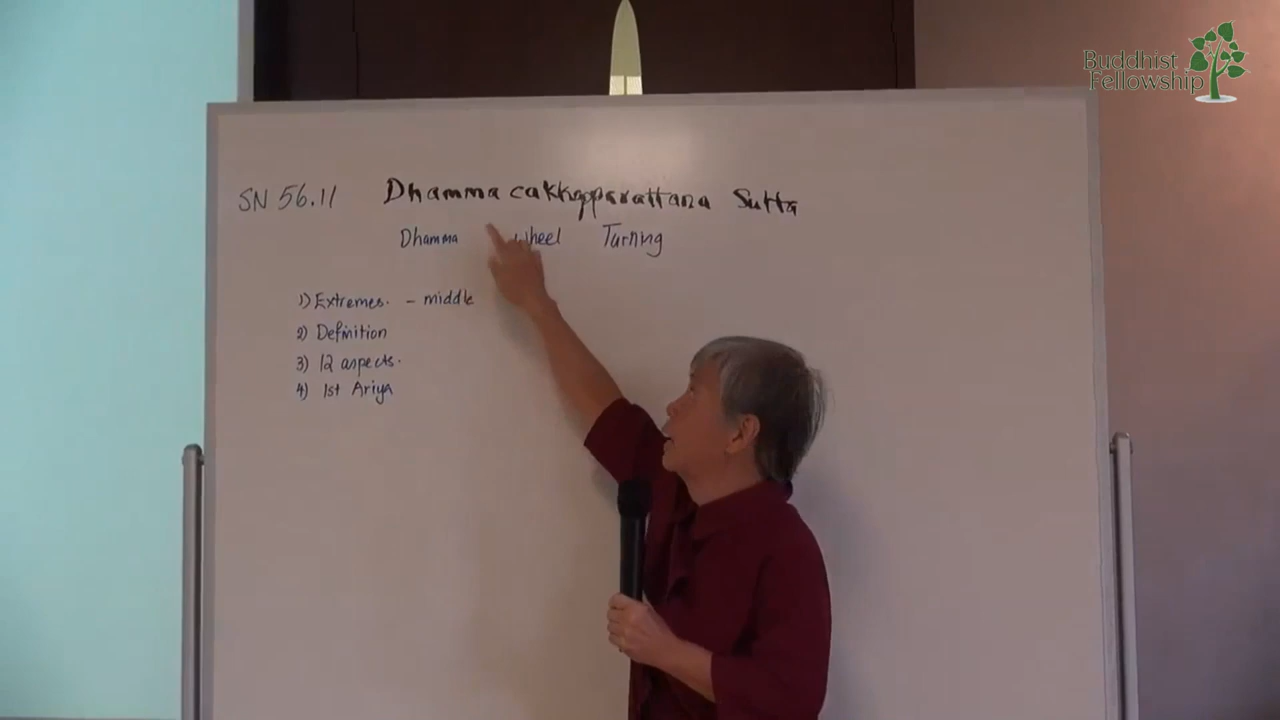 Buddhist
Fellowship
SN 56.11 Dhammacakkappavattana Sutta
Dhamma wheel Turning
1) Extremes. - middle
2) Definition
3) 12 aspects.
4) 1st Ariya